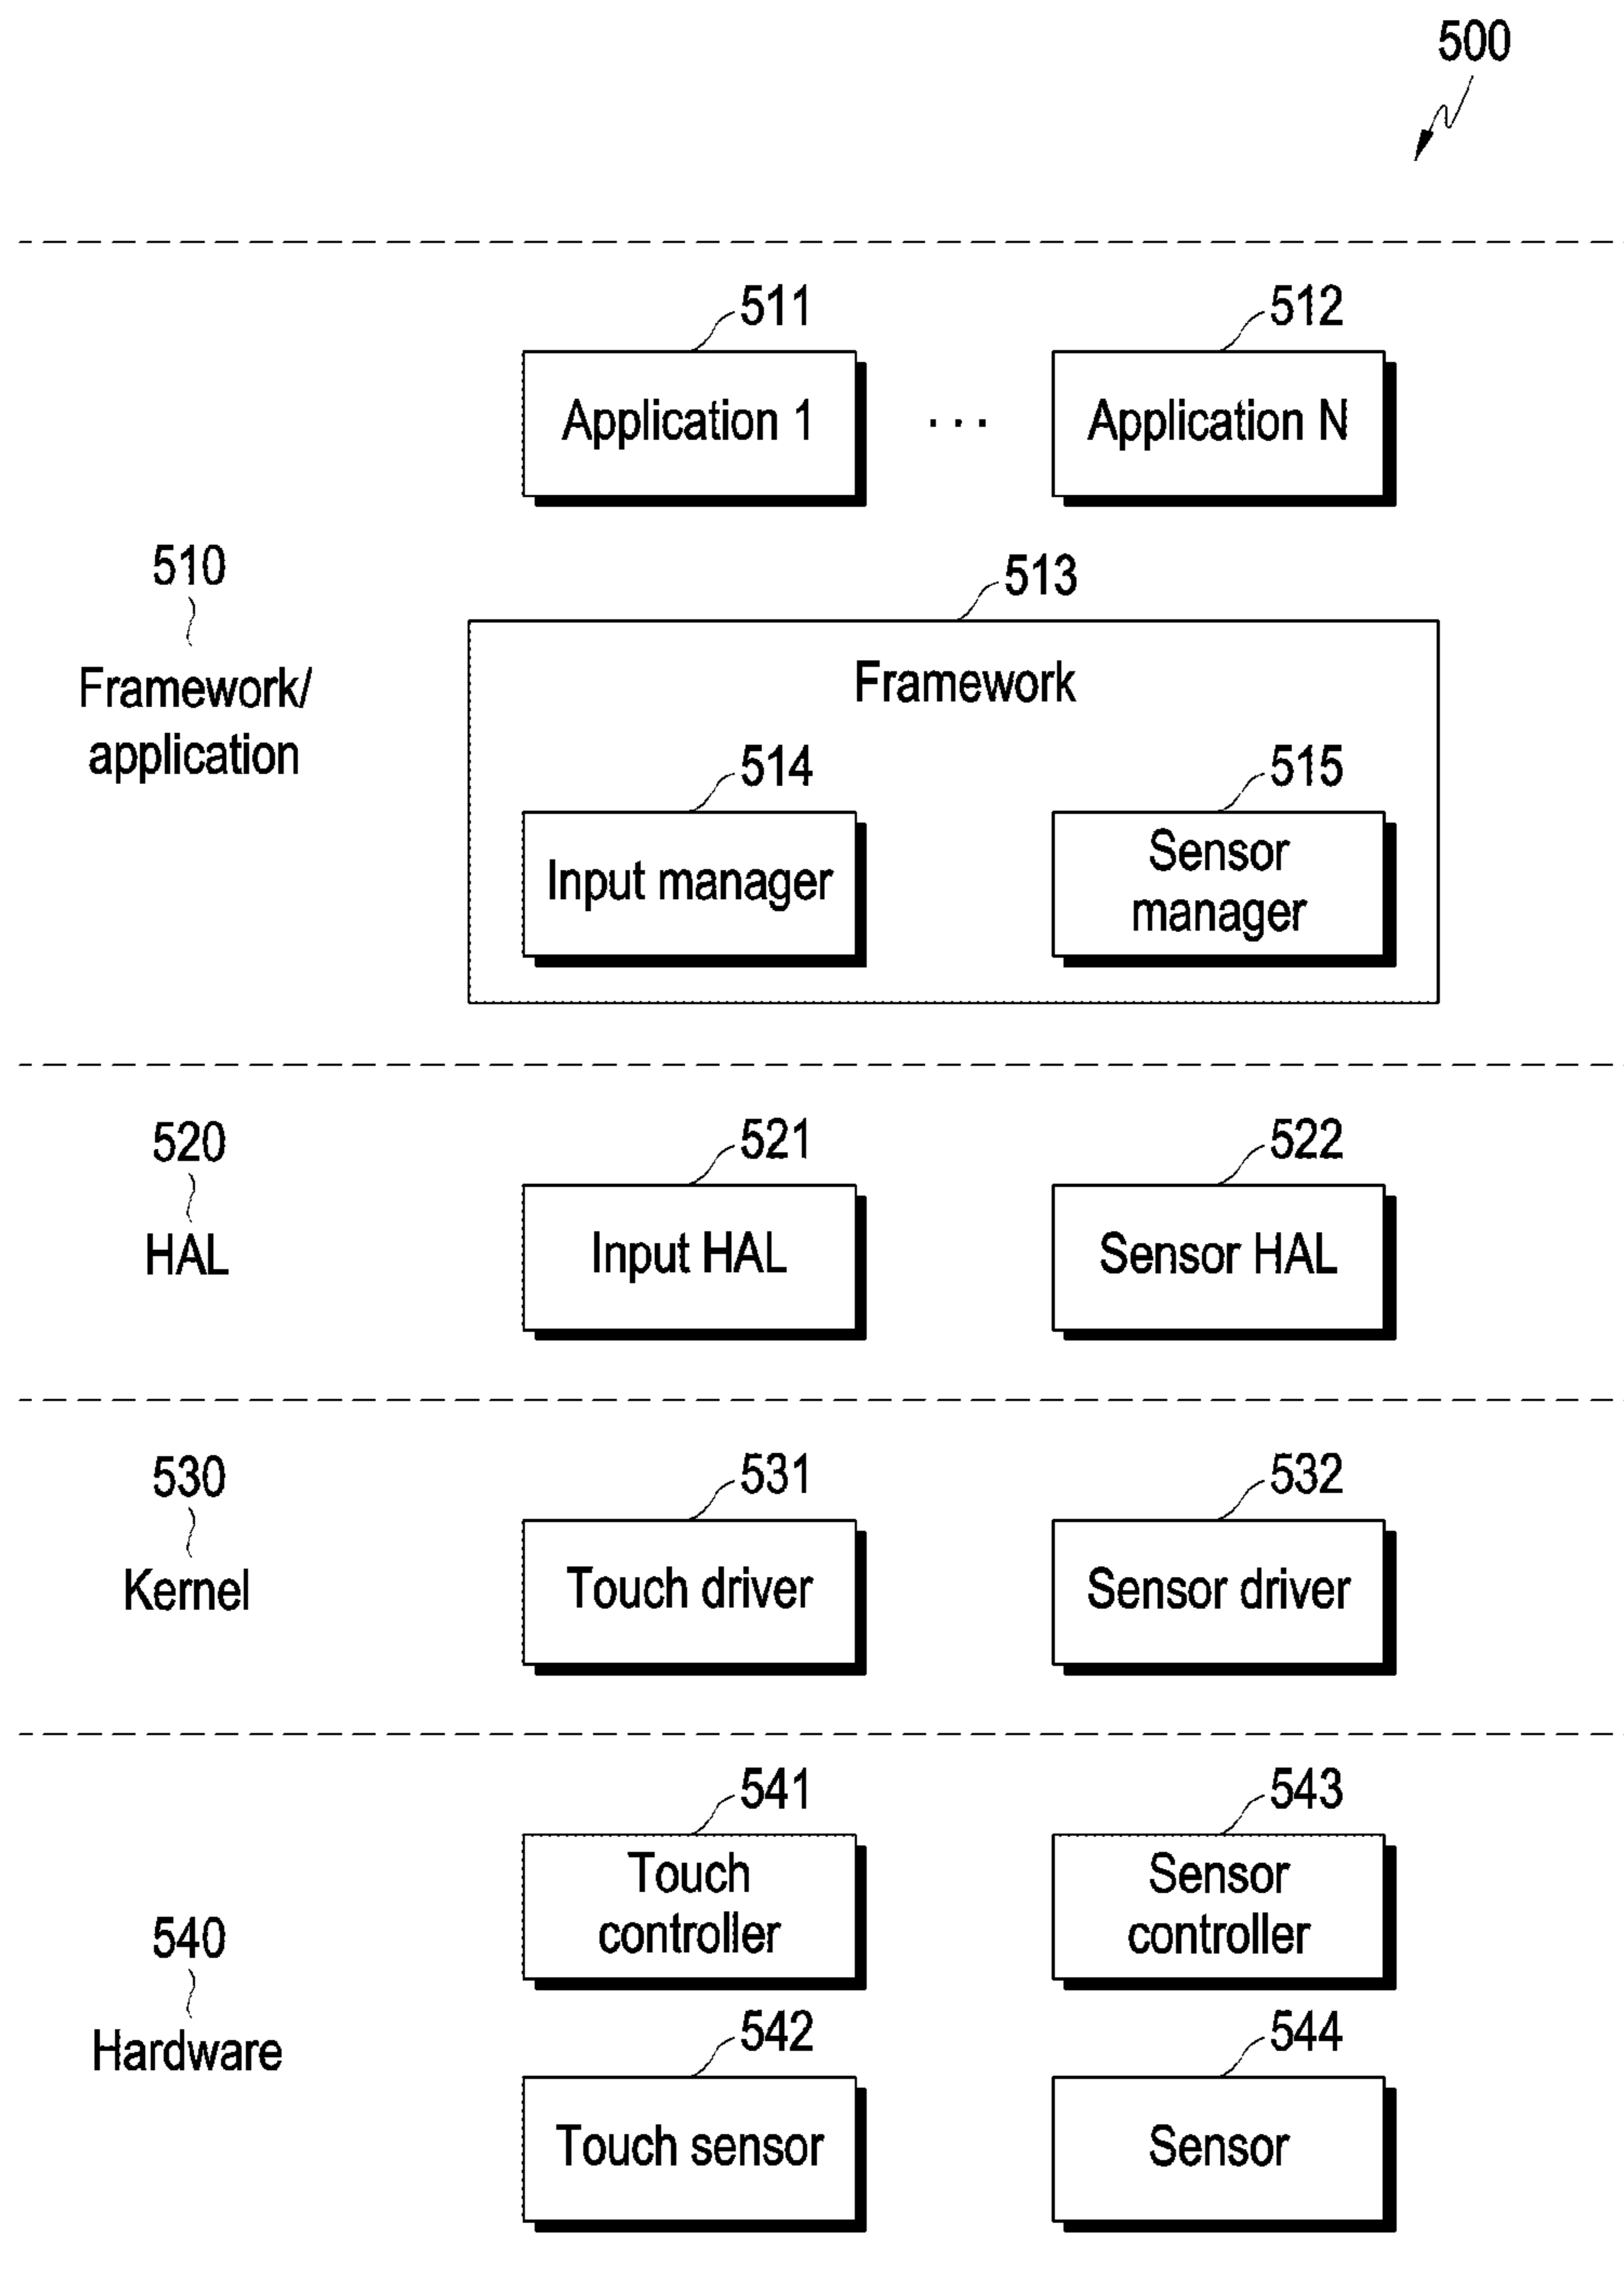 500
511
512
Application 1
...
Application N
510
Framework/
application
513
Framework
514
515
Input manager
Sensor
manager
520
HAL
521
522
Input HAL
Sensor HAL
530
Kernel
531
532
Touch driver
Sensor driver
540
Hardware
541
543
Touch
controller
Sensor
controller
542
544
Touch sensor
Sensor